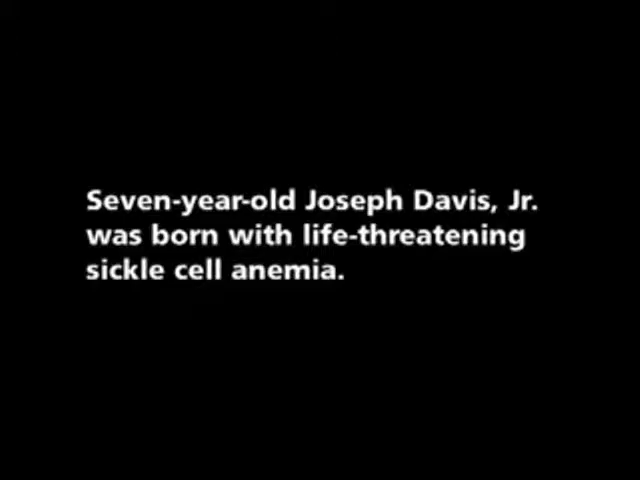 Seven-year-old Joseph Davis, Jr.
was born with life-threatening
sickle cell anemia.